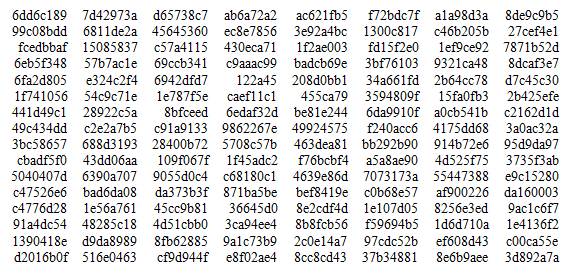 6dd6c189 7d42973a d65738c7 ab6a72a2 ac621fb5 f72bdc7f a1a98d3a 8de9c9b5
99c08bdd 6811de2a 45645360 ec8e7856 3e92a4bc 1300c817 c46b205b 27cef4e1
fcedbbaf 15085837 c57a4115 430eca71 1f2ae003 fd15f2e0 1ef9ce92 7871b52d
6eb5f348 57b7ac1e 69ccb341 c9aaac99 badcb69e 3bf76103 9321ca48 8dcaf3e7
6fa2d805 e324c2f4 6942dfd7 122a45 208d0bb1 34a661fd 2b64cc78 d7c45c30
1f741056 54c9c71e 1e787f5e caef11c1 455ca79 3594809f 15fa0fb3 2b425efe
441d49c1 28922c5a 8bfceed 6edaf32d be81e244 6da9910f a0cb541b c2162d1d
49c434dd c2e2a7b5 c91a9133 9862267e 49924575 f240acc6 4175dd68 3a0ac32a
3bc58657 688d3193 28400b72 5708c57b 463dea81 bb292b90 914b72e6 95d9da97
cbadf5f0 43dd06aa 109f067f 1f45adc2 f76bcbf4 a5a8ae90 4d525f75 3735f3ab
5040407d 6390a707 9055d0c4 c68180c1 4639e86d 7073173a 55447388 e9c15280
c47526e6 bad6da08 da373b3f 871ba5be bef8419e c0b68e57 af900226 da160003
c4776d28 1e56a761 45cc9b81 36645d0 8e2cdf4d 1e107d05 8256e3ed 9ac1c6f7
91a4dc54 48285c18 4d51cbb0 3ca94ee4 8b8fcb56 f59694b5 1d6d710a 1e4136f2
1390418e d9da8989 8fb62885 9a1c73b9 2c0e14a7 97cdc52b ef608d43 c00ca55e
d2016b0f 516e0463 cf9d944f e8f02ae4 8cc8cd43 37b34881 8e6b9aee 3d892a7a